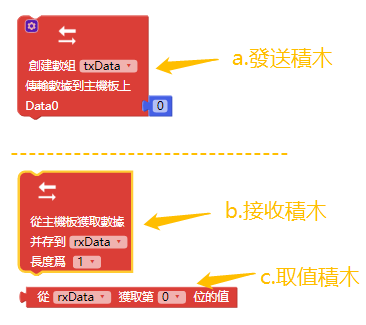 創建數組 txData
傳輸數據到主機板上
Data0 0
a.發送積木
從主機板獲取數據
并存到 rxData
長度爲 1
b.接收積木
c.取值積木
從 rxData 獲取第 0 位的值